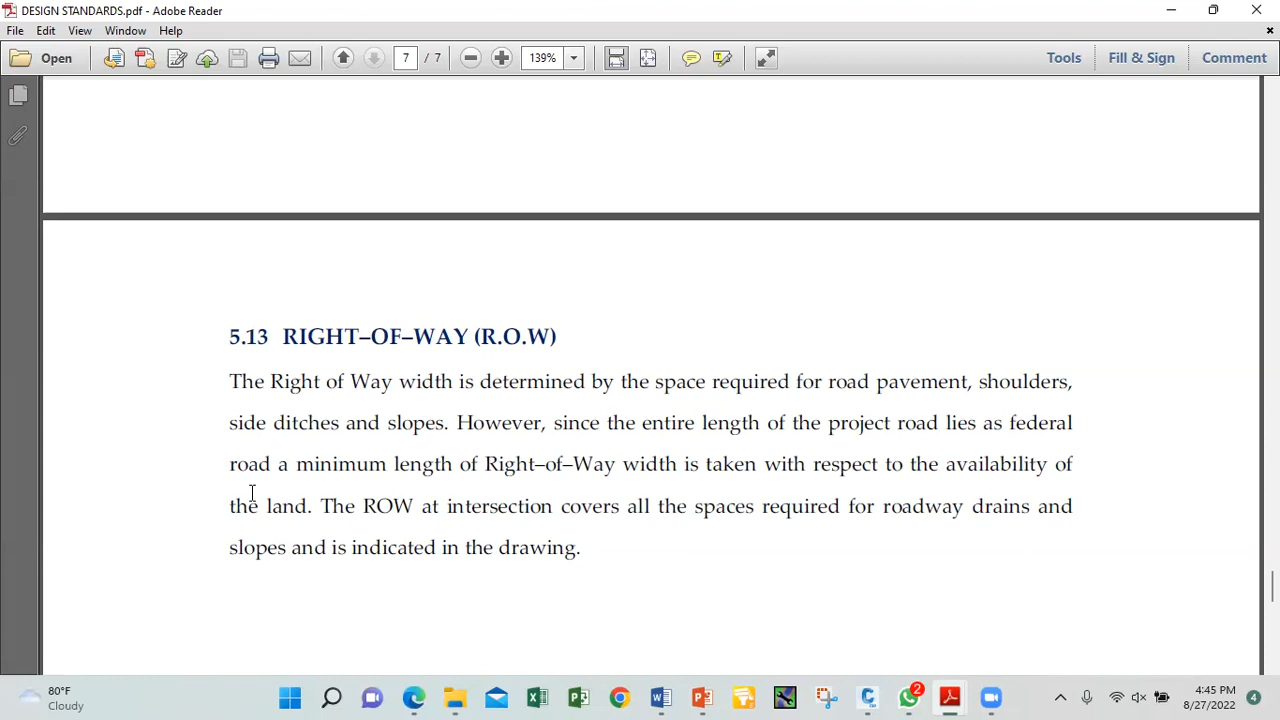 DESIGN STANDARDS.pdf - Adobe Reader
File Edit View Window Help
Open 7 / 7 139% Tools Fill & Sign Comment
5.13 RIGHT–OF–WAY (R.O.W)
The Right of Way width is determined by the space required for road pavement, shoulders,
side ditches and slopes. However, since the entire length of the project road lies as federal
road a minimum length of Right–of–Way width is taken with respect to the availability of
the land. The ROW at intersection covers all the spaces required for roadway drains and
slopes and is indicated in the drawing.
80°F
Cloudy
2
4:45 PM
8/27/2022
4